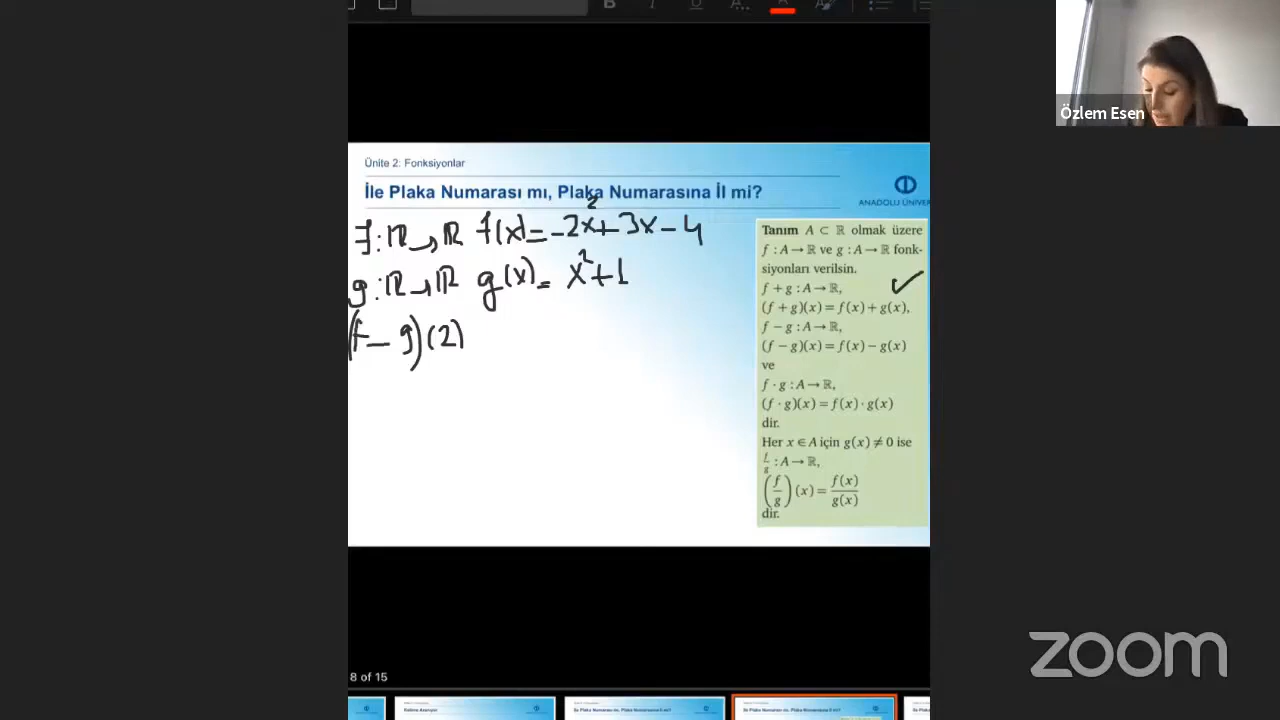 Özlem Esen
Ünite 2: Fonksiyonlar
İle Plaka Numarası mı, Plaka Numarasına İl mi?
ANADOLU ÜNİVER
f: ℝ→ℝ f(x)=-2x²+3x-4
g: ℝ→ℝ g(x)= x²+1
(f-g)(2)
Tanım A ⊂ ℝ olmak üzere
f : A → ℝ ve g : A → ℝ fonk-
siyonları verilsin.
f + g : A → ℝ,
(f + g)(x) = f(x) + g(x),
f − g : A → ℝ,
(f − g)(x) = f(x) − g(x)
ve
f · g : A → ℝ,
(f · g)(x) = f(x) · g(x)
dir.
Her x ∈ A için g(x) ≠ 0 ise
f/g : A → ℝ,
(f/g)(x) = f(x)/g(x)
dir.
8 of 15
zoom